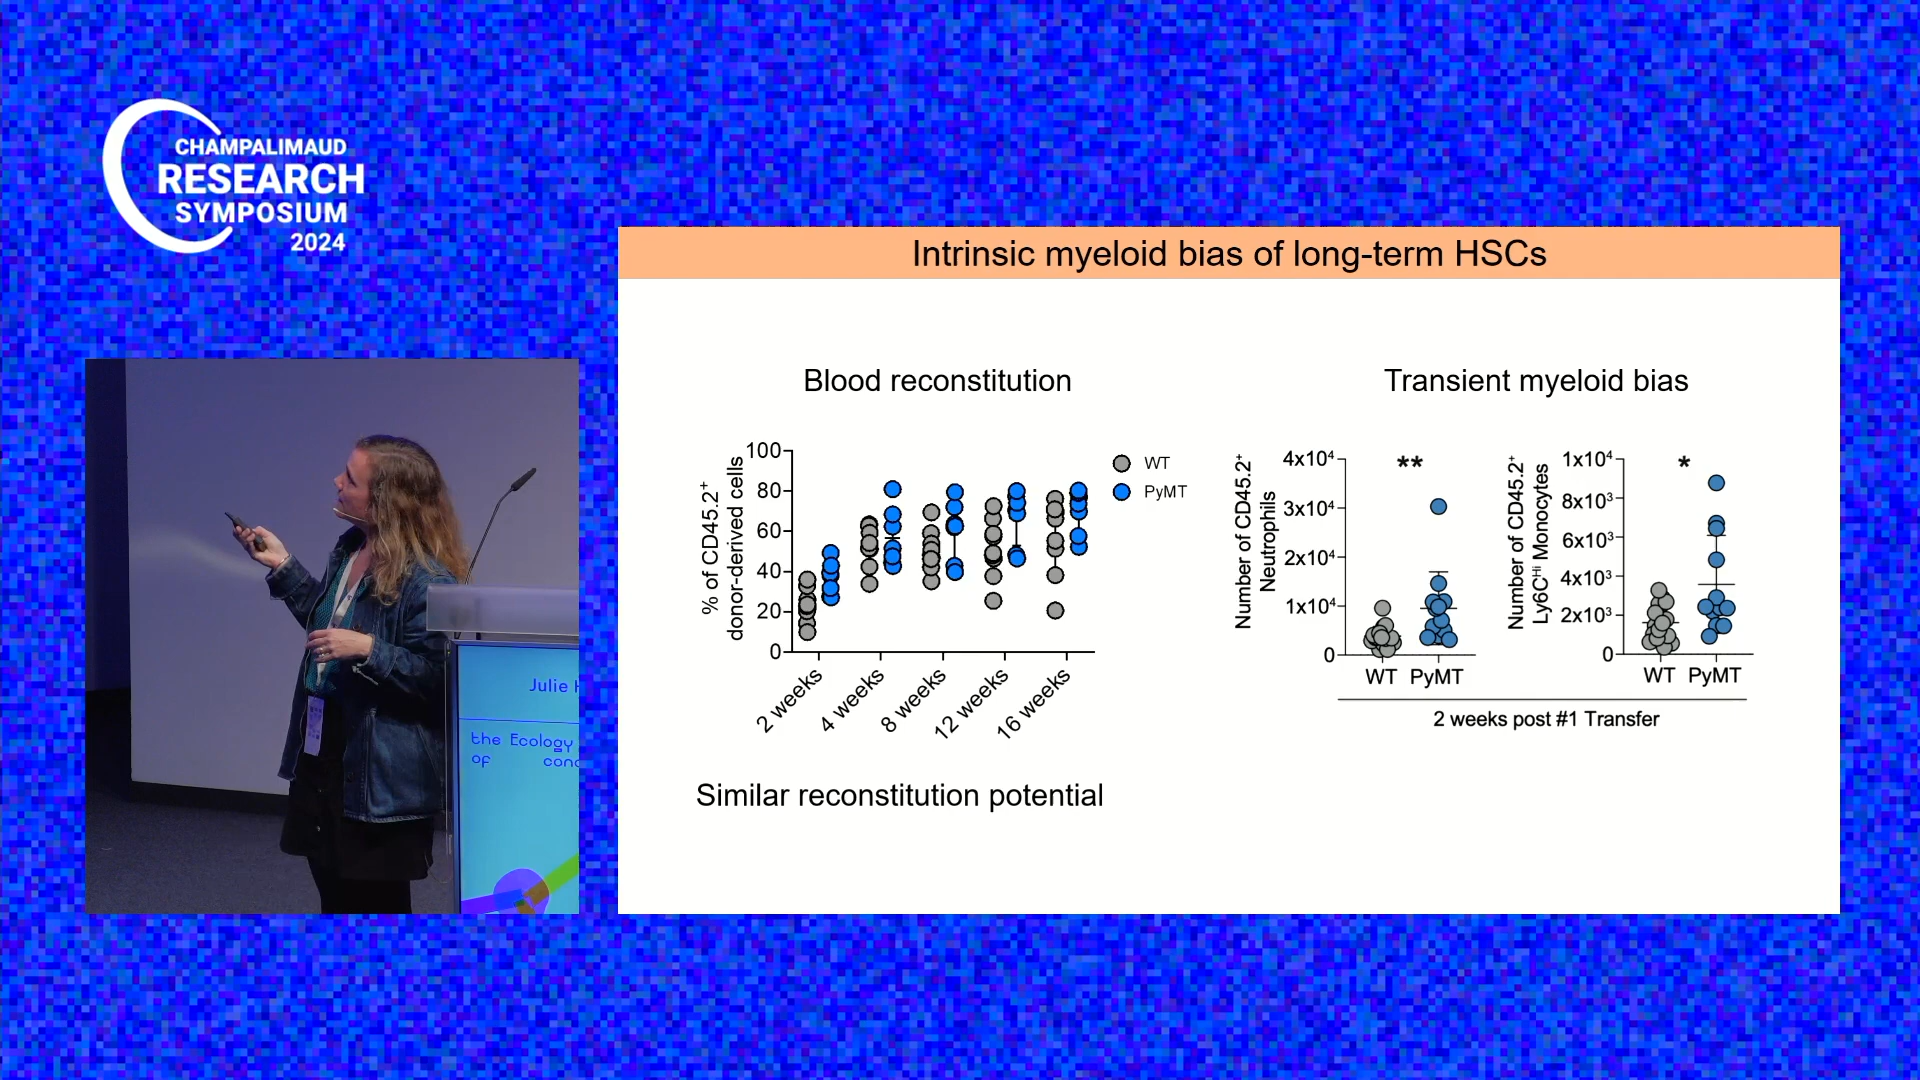 CHAMPALIMAUD
RESEARCH
SYMPOSIUM
2024
Intrinsic myeloid bias of long-term HSCs
Blood reconstitution
% of CD45.2⁺
donor-derived cells
100
80
60
40
20
0
2 weeks
4 weeks
8 weeks
12 weeks
16 weeks
WT
PyMT
Similar reconstitution potential
Transient myeloid bias
Number of CD45.2⁺
Neutrophils
4x10⁴
3x10⁴
2x10⁴
1x10⁴
0
**
WT PyMT
Number of CD45.2⁺
Ly6Cᴴⁱ Monocytes
1x10⁴
8x10³
6x10³
4x10³
2x10³
0
*
WT PyMT
2 weeks post #1 Transfer
Julie
the Ecology
of